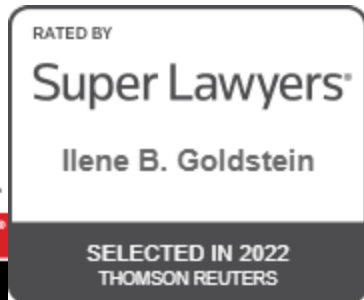 RATED BY
Super Lawyers®
Ilene B. Goldstein
SELECTED IN 2022
THOMSON REUTERS